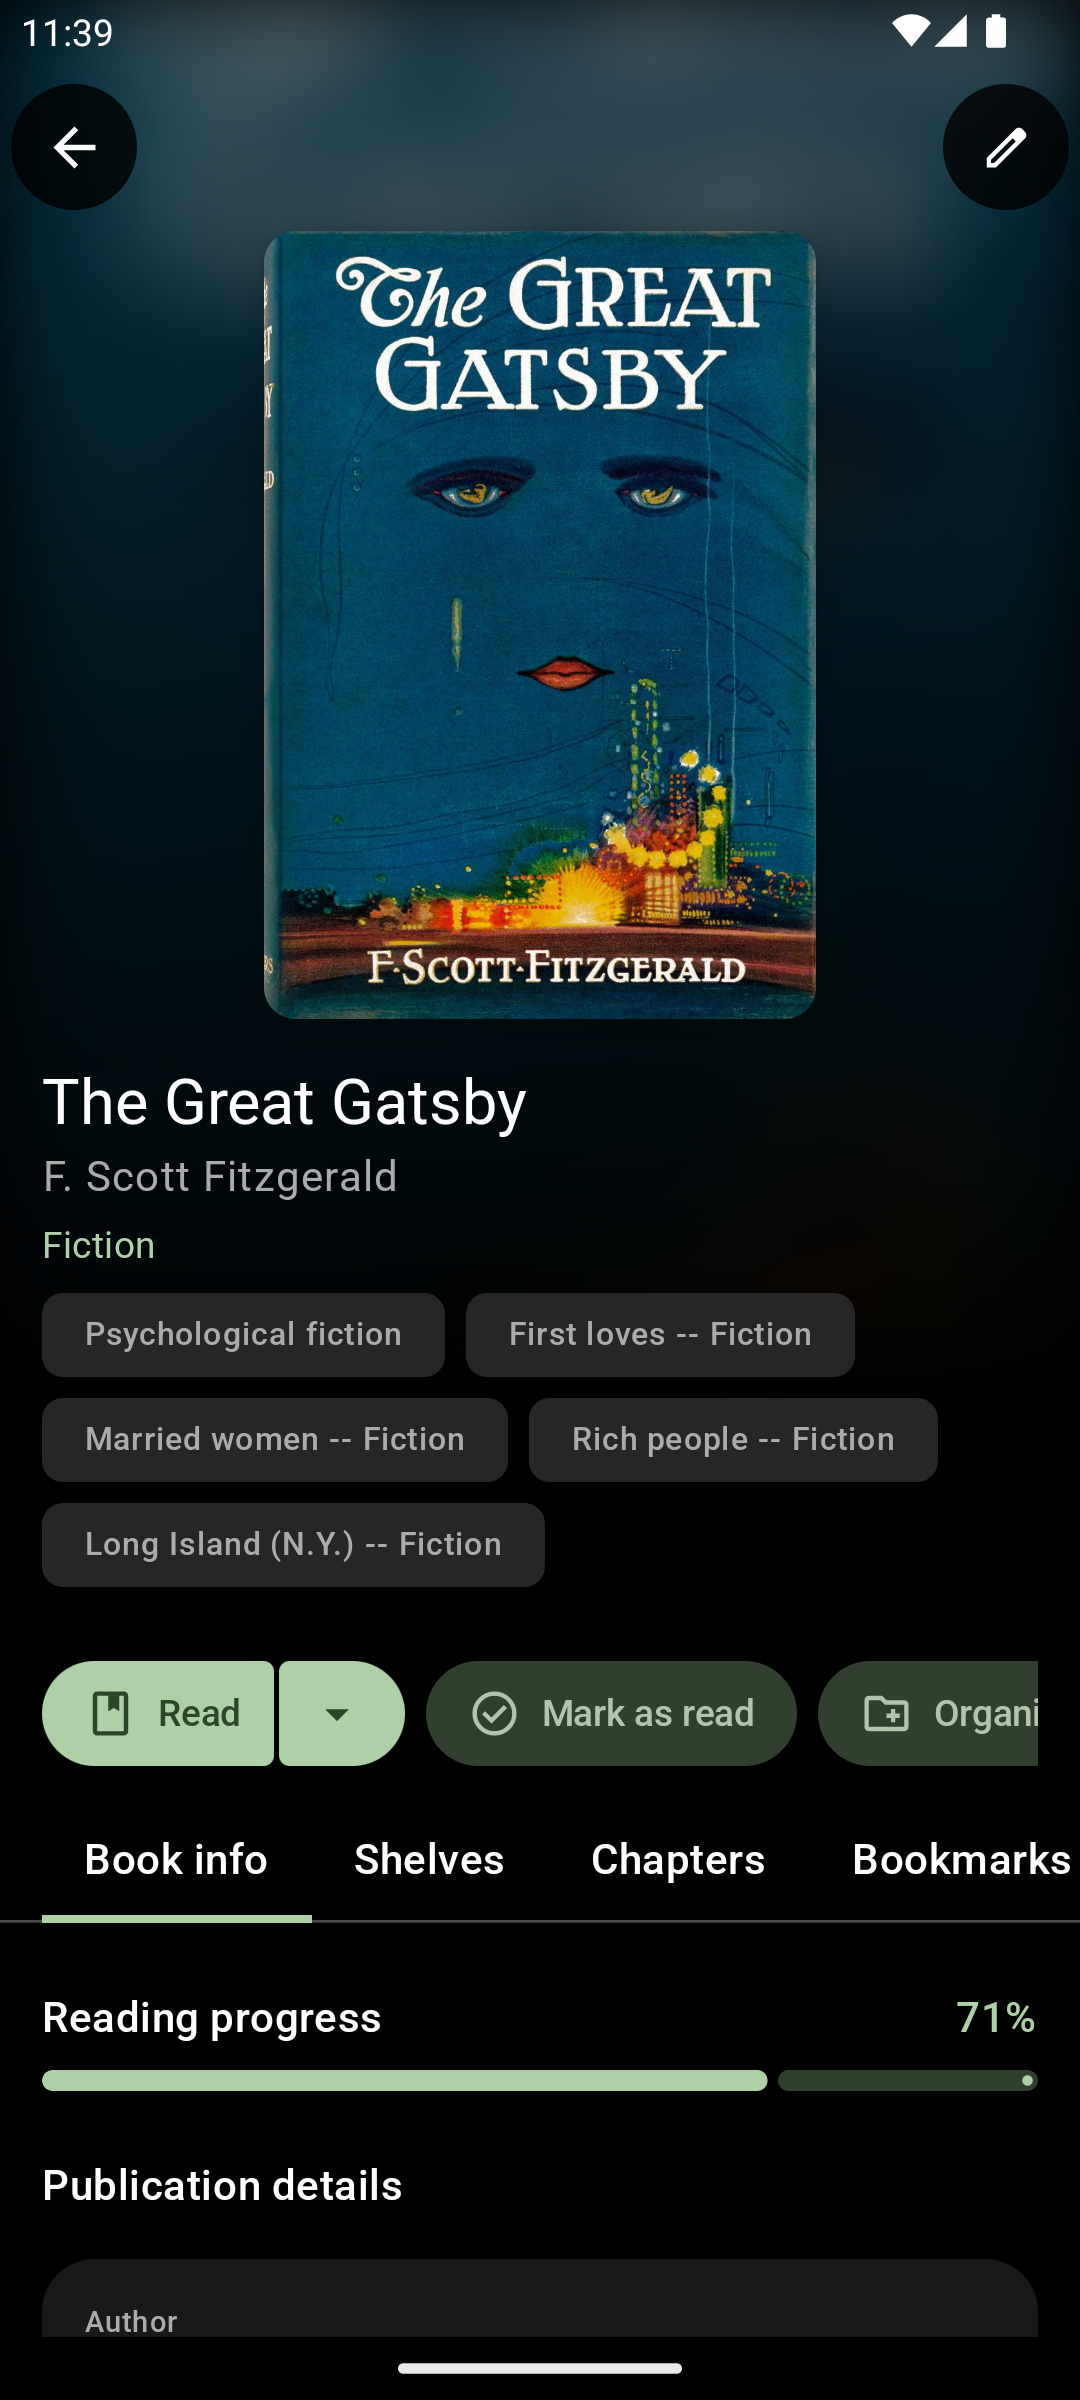 11:39
The GREAT
GATSBY
F·SCOTT·FITZGERALD
The Great Gatsby
F. Scott Fitzgerald
Fiction
Psychological fiction
First loves -- Fiction
Married women -- Fiction
Rich people -- Fiction
Long Island (N.Y.) -- Fiction
Read
Mark as read
Organi
Book info
Shelves
Chapters
Bookmarks
Reading progress
71%
Publication details
Author